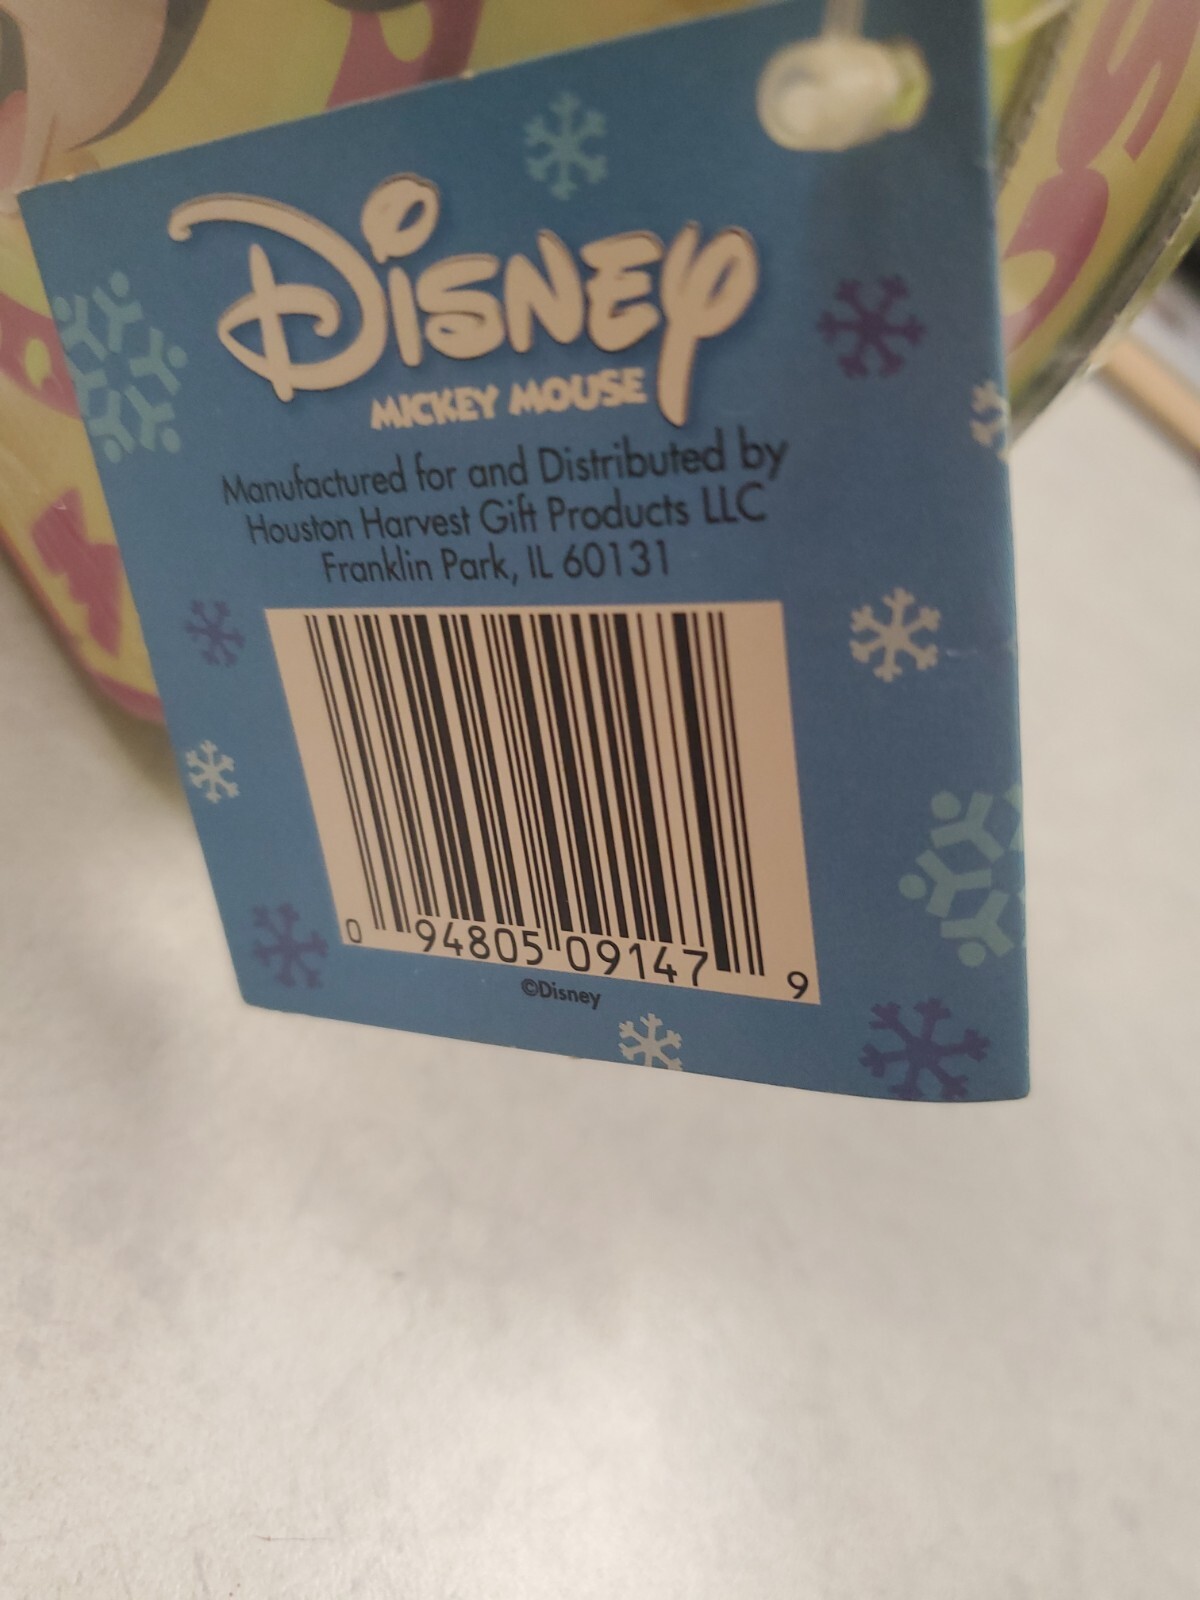 Disney
MICKEY MOUSE
Manufactured for and Distributed by
Houston Harvest Gift Products LLC
Franklin Park, IL 60131
0 94805 09147 9
©Disney